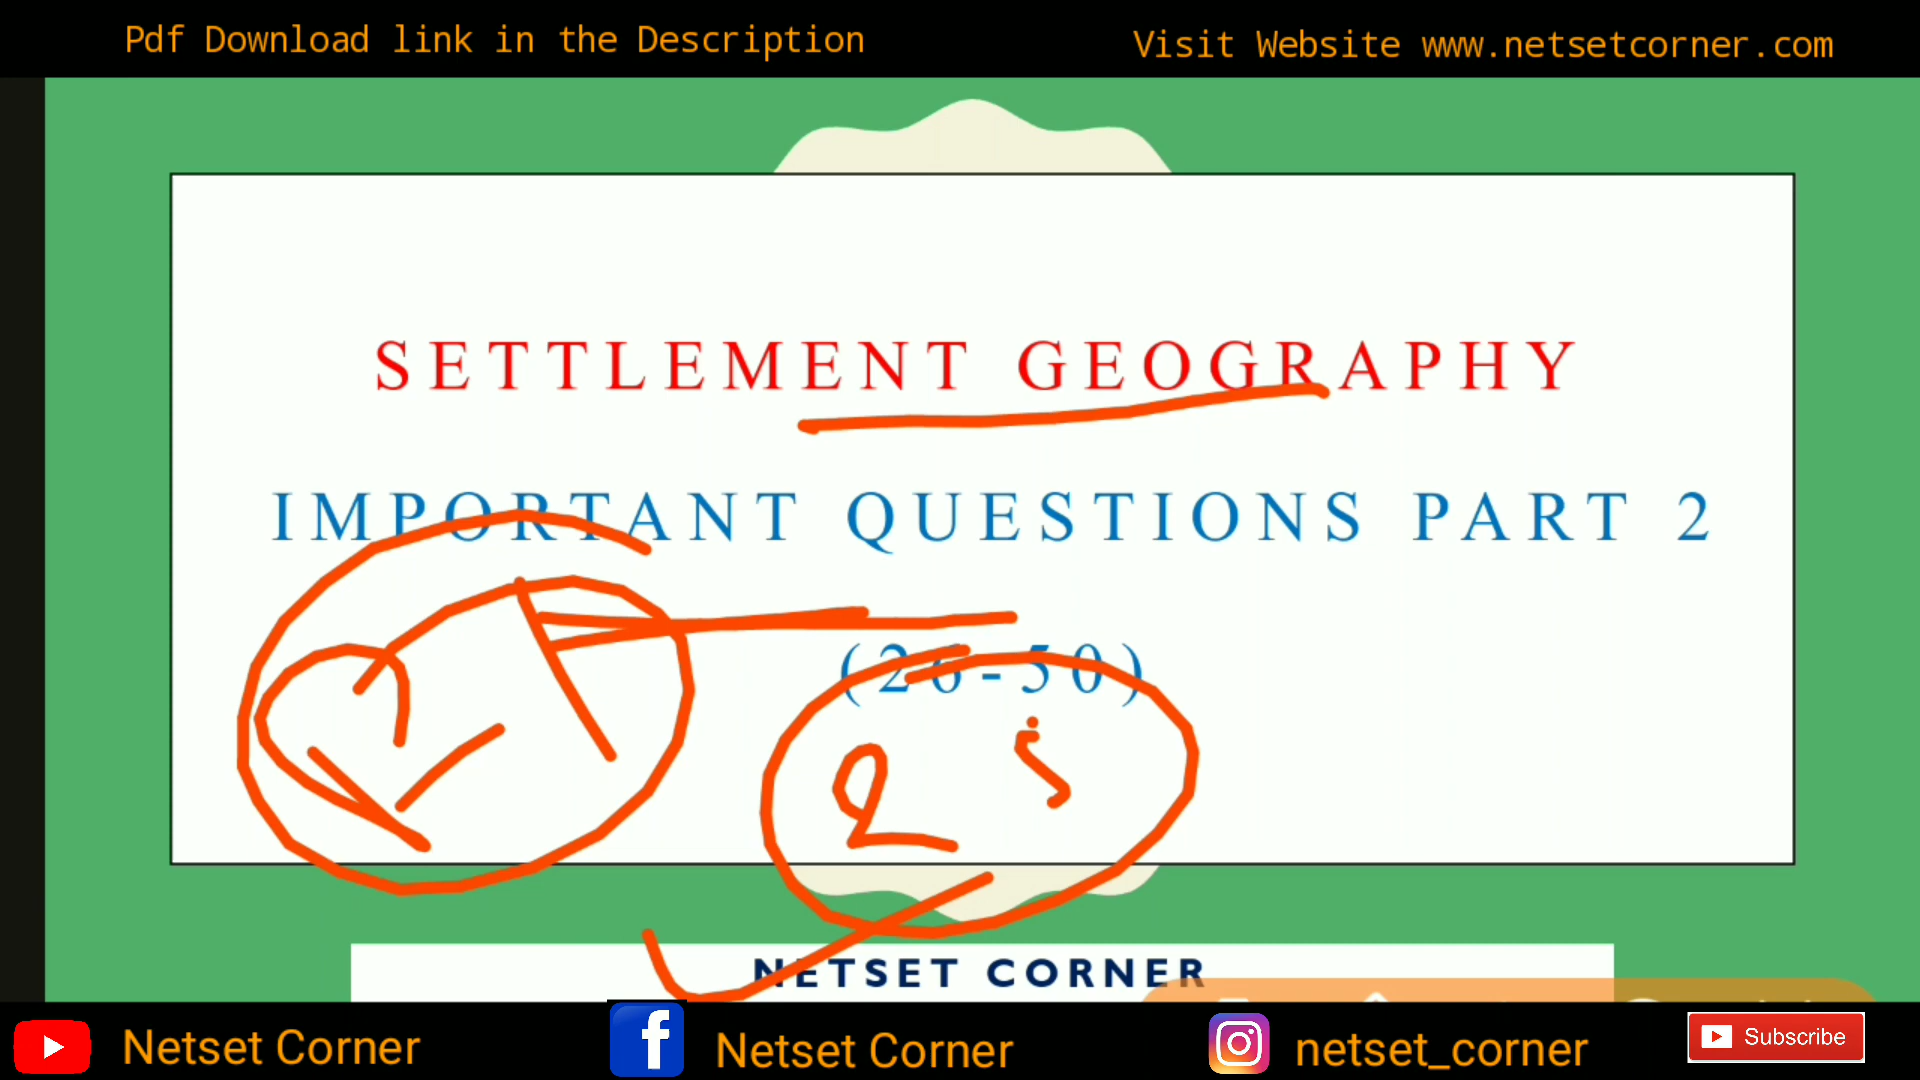 Pdf Download link in the Description
Visit Website www.netsetcorner.com
SETTLEMENT GEOGRAPHY
IMPORTANT QUESTIONS PART 2
(26-50)
NETSET CORNER
Netset Corner
Netset Corner
netset_corner
Subscribe